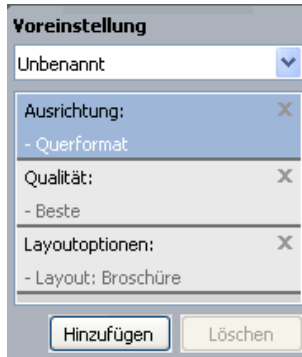 Voreinstellung
Unbenannt
Ausrichtung:
- Querformat
Qualität:
- Beste
Layoutoptionen:
- Layout: Broschüre
Hinzufügen Löschen